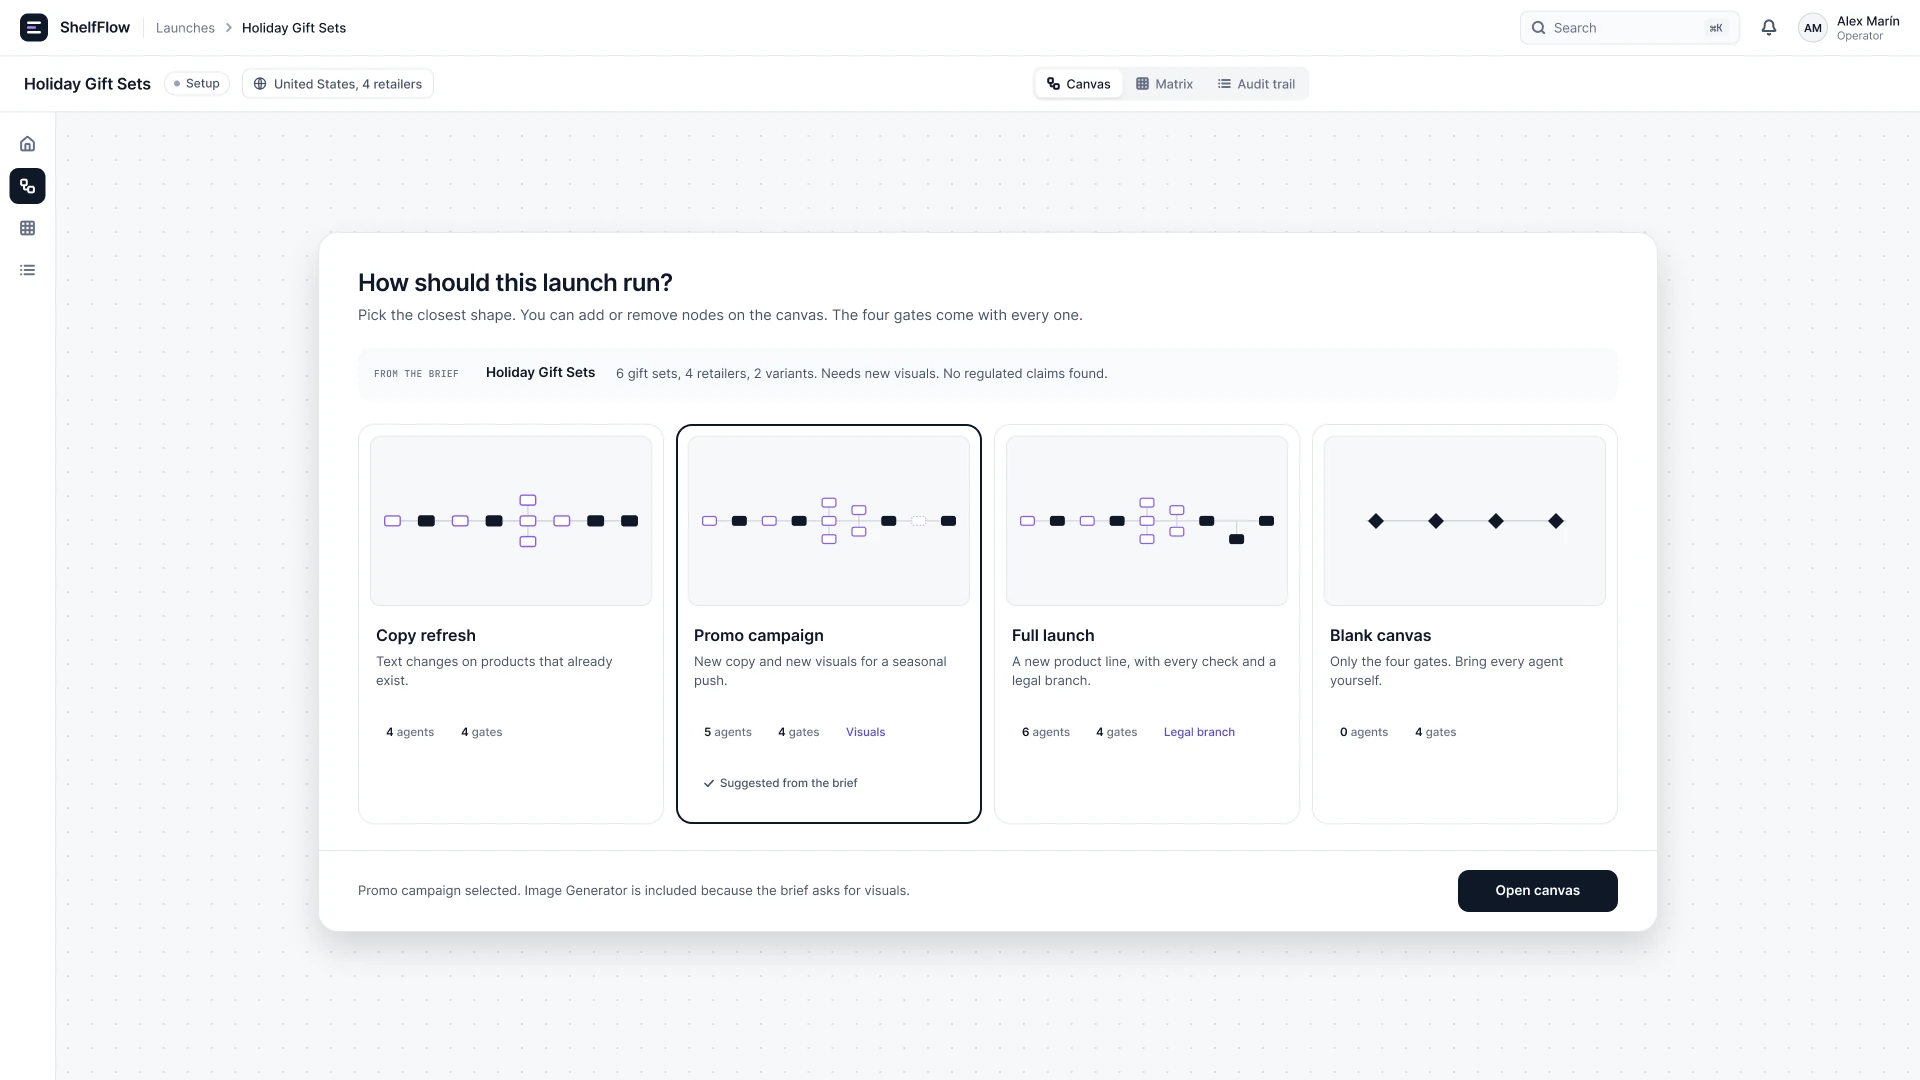 ShelfFlow
Launches
Holiday Gift Sets
Search
⌘K
AM
Alex Marín
Operator
Holiday Gift Sets
Setup
United States, 4 retailers
Canvas
Matrix
Audit trail
How should this launch run?
Pick the closest shape. You can add or remove nodes on the canvas. The four gates come with every one.
FROM THE BRIEF
Holiday Gift Sets
6 gift sets, 4 retailers, 2 variants. Needs new visuals. No regulated claims found.
Copy refresh
Text changes on products that already
exist.
4 agents
4 gates
Promo campaign
New copy and new visuals for a seasonal
push.
5 agents
4 gates
Visuals
Suggested from the brief
Full launch
A new product line, with every check and a
legal branch.
6 agents
4 gates
Legal branch
Blank canvas
Only the four gates. Bring every agent
yourself.
0 agents
4 gates
Promo campaign selected. Image Generator is included because the brief asks for visuals.
Open canvas